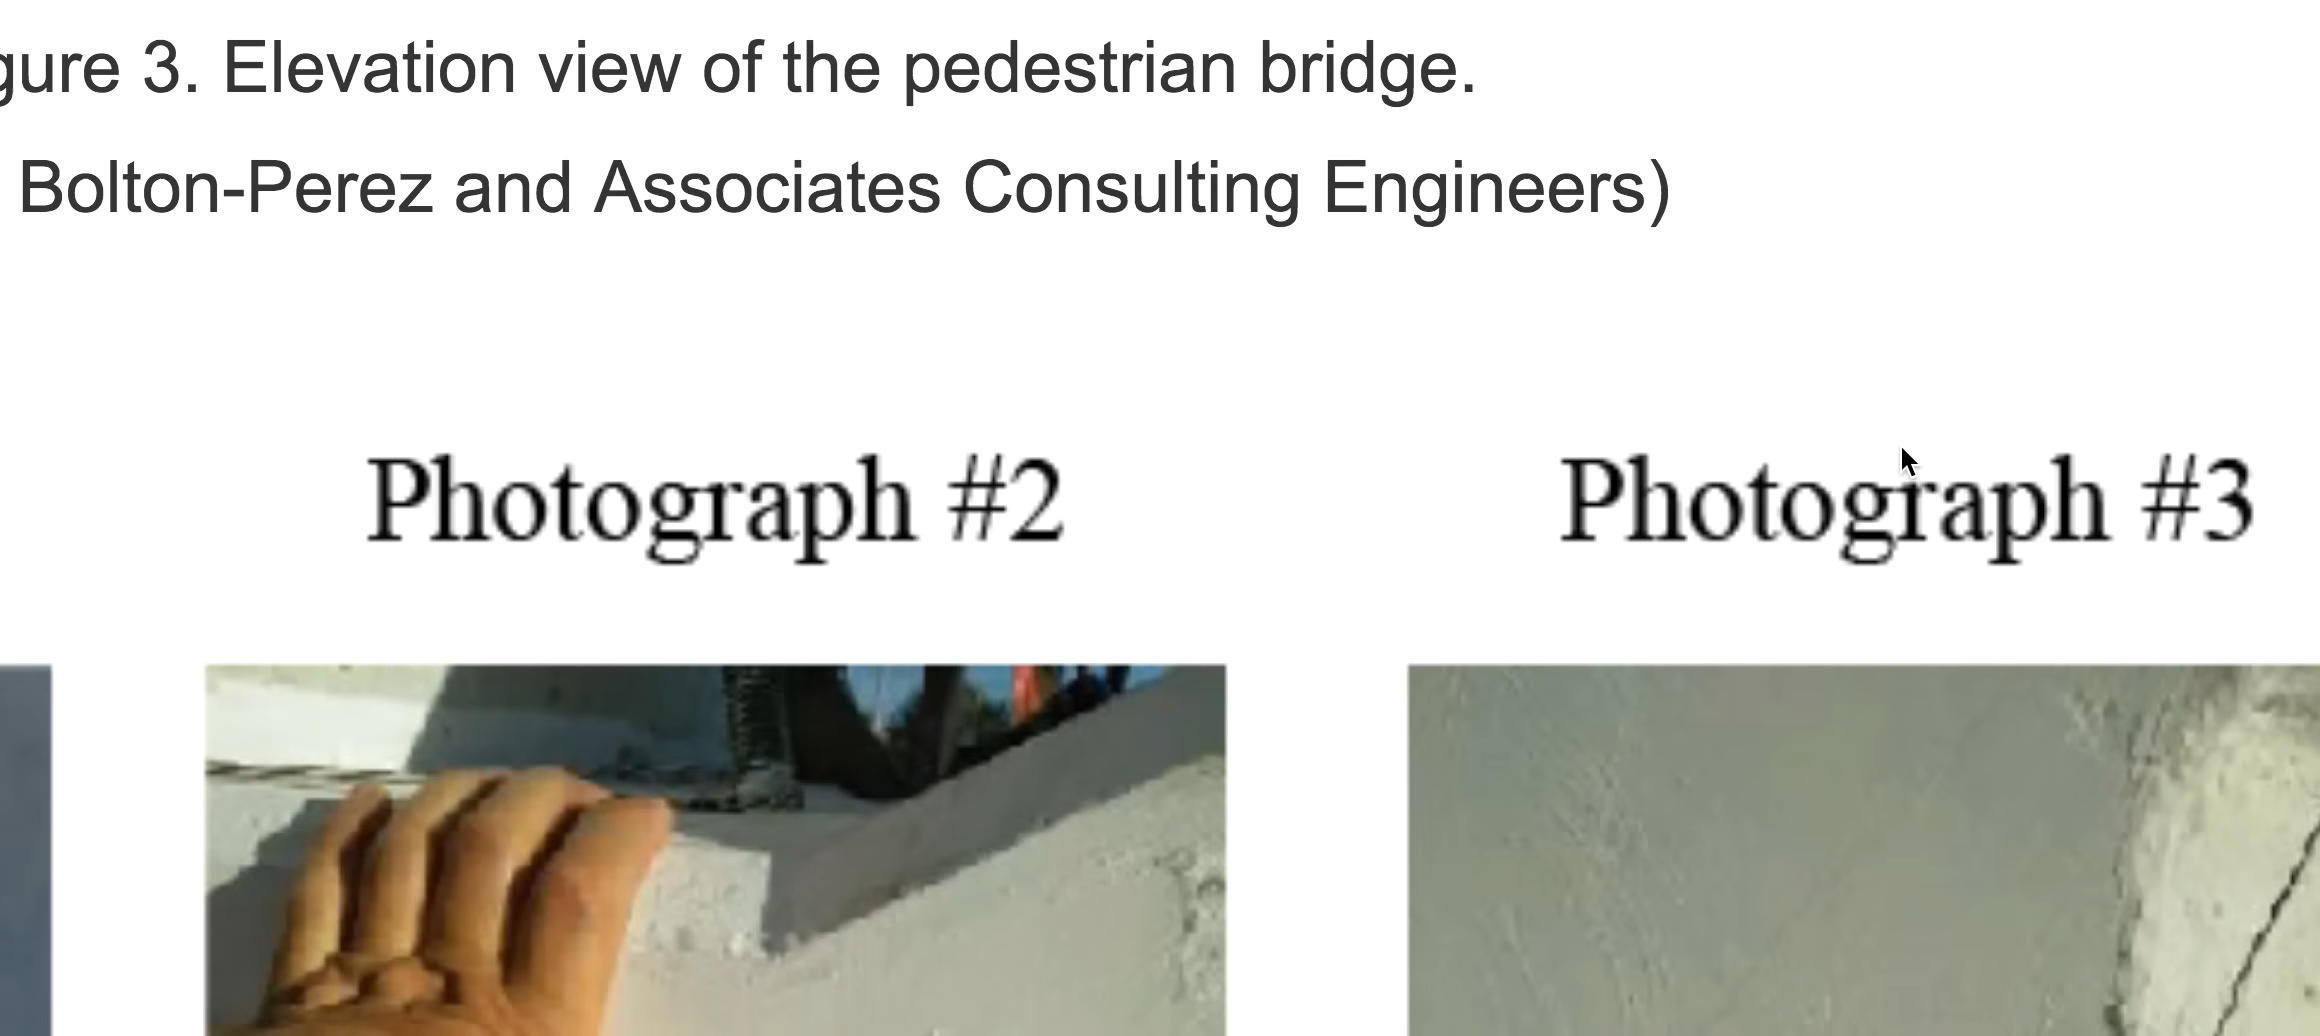 gure 3. Elevation view of the pedestrian bridge.
Bolton-Perez and Associates Consulting Engineers)
Photograph #2
Photograph #3